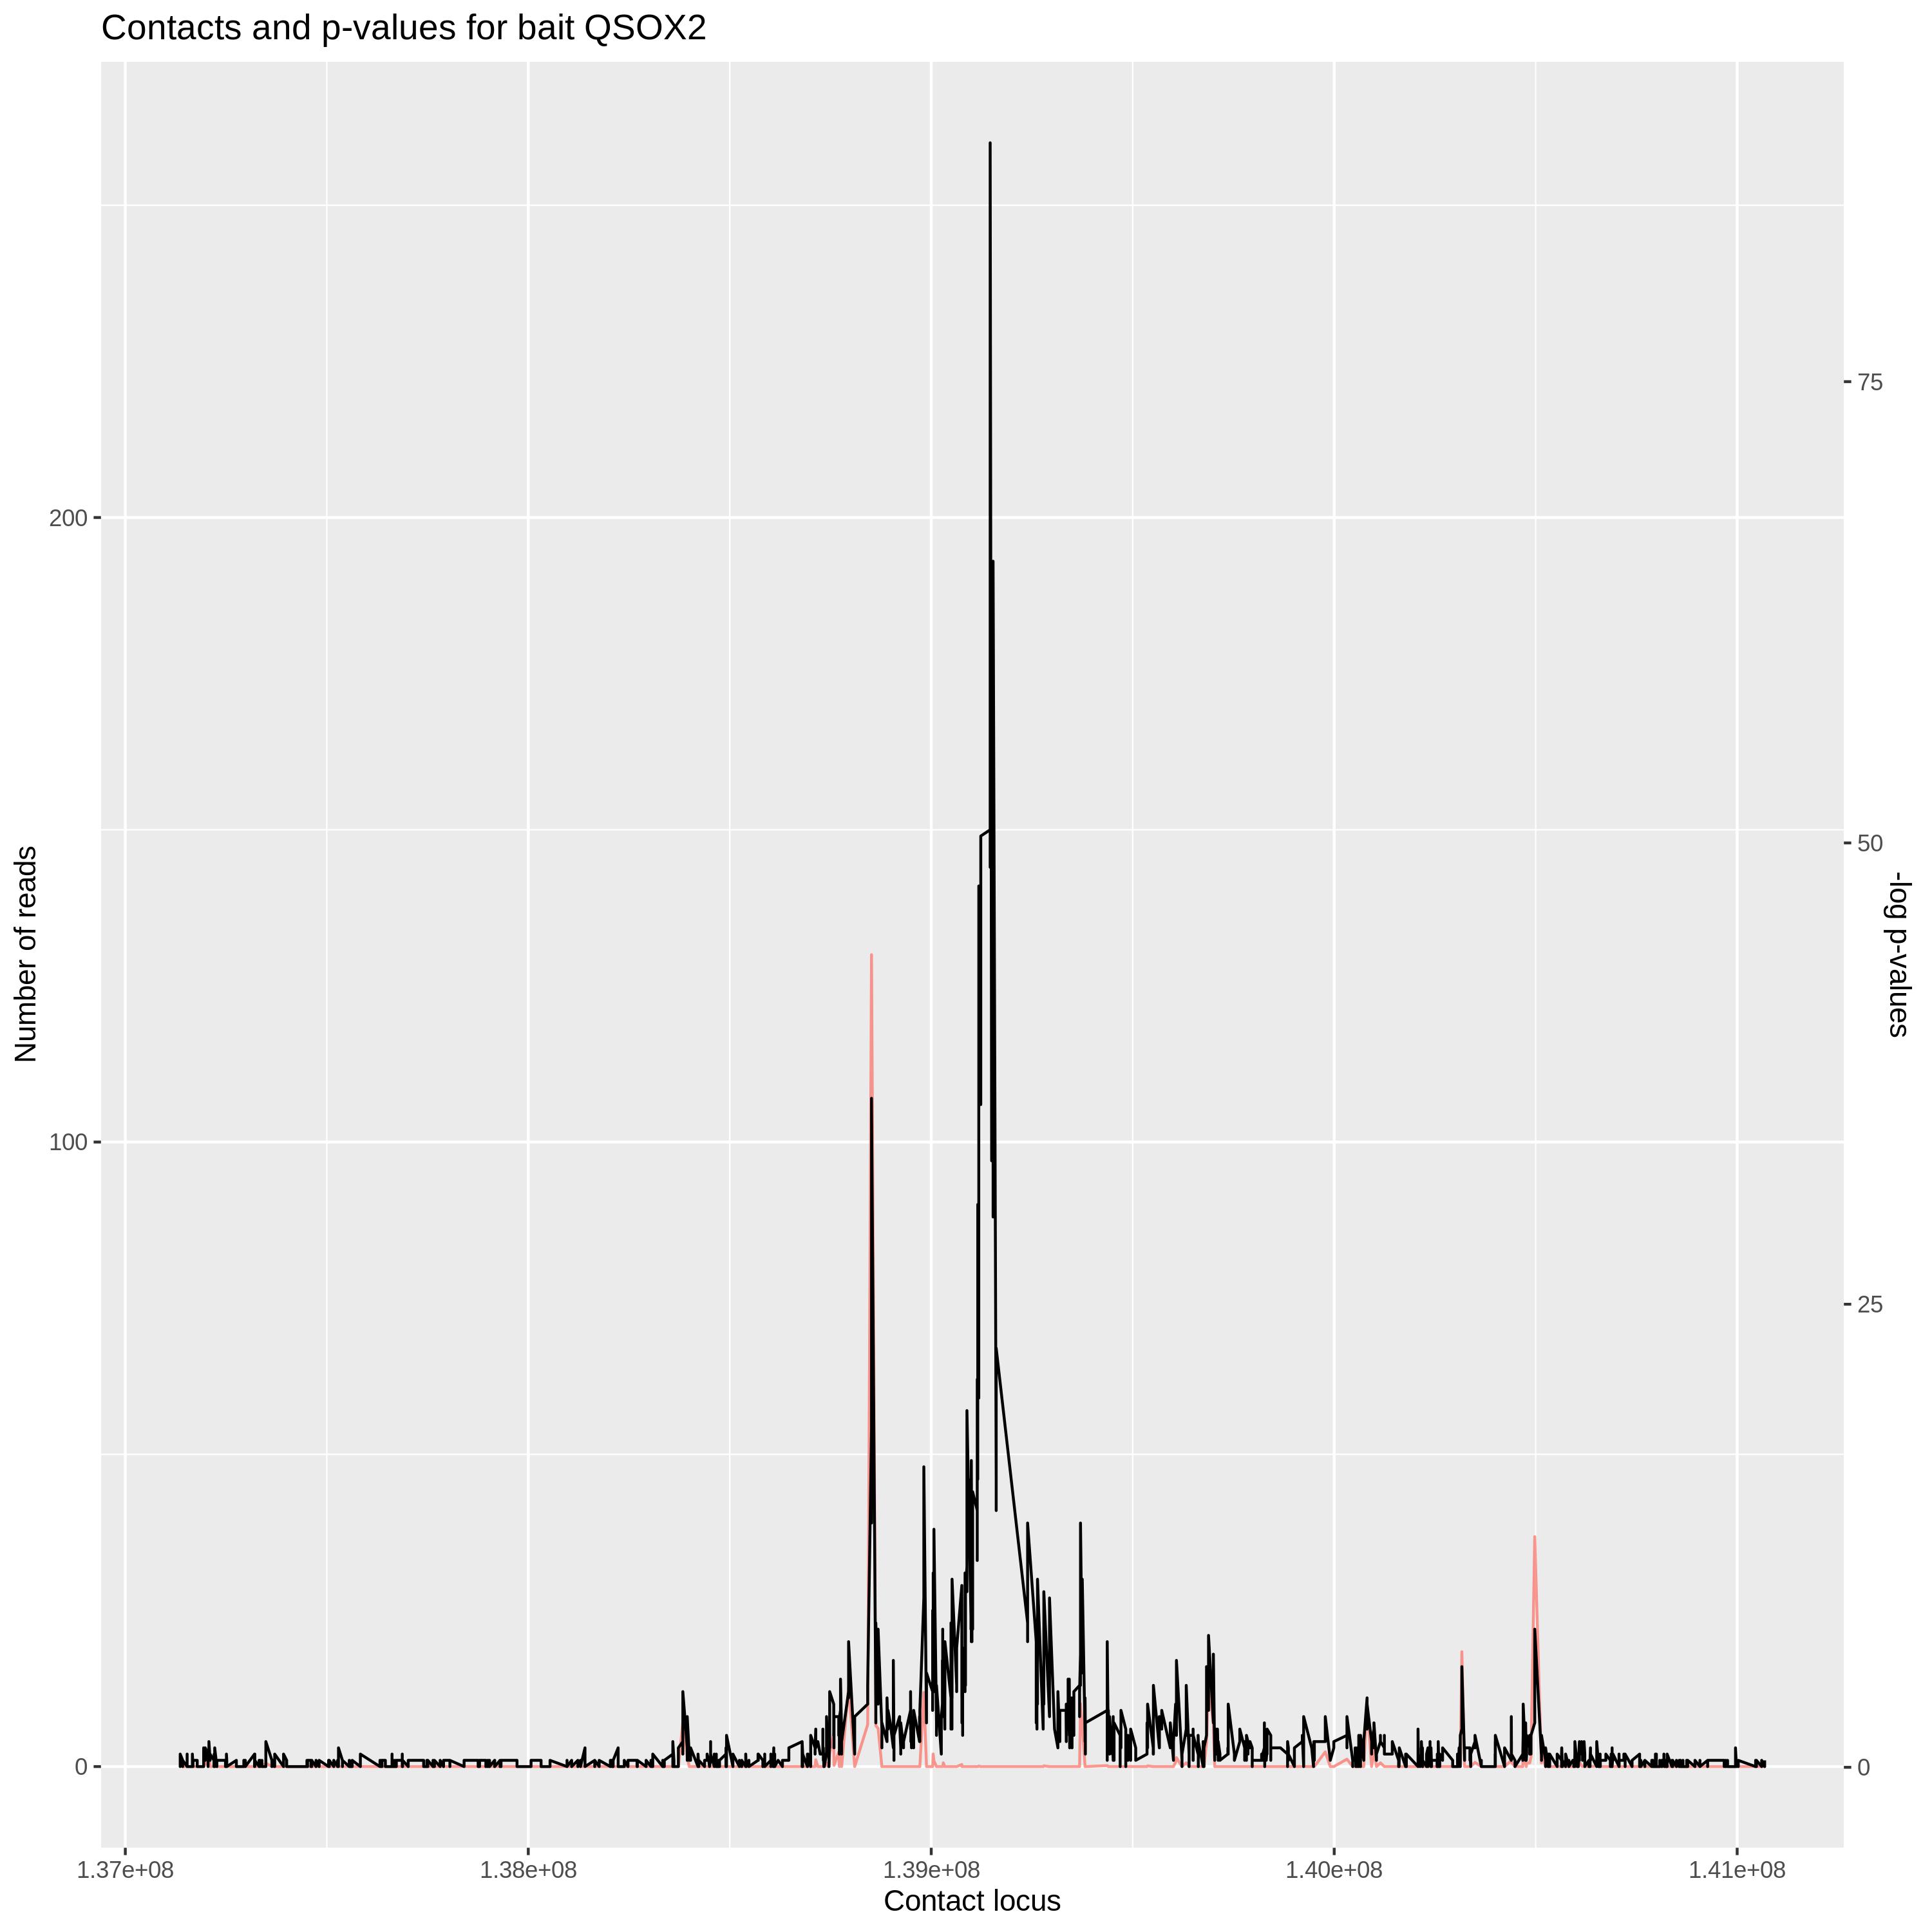 Contacts and p-values for bait QSOX2
Number of reads
200
100
0
75
50
25
0
-log p-values
1.37e+08
1.38e+08
1.39e+08
1.40e+08
1.41e+08
Contact locus